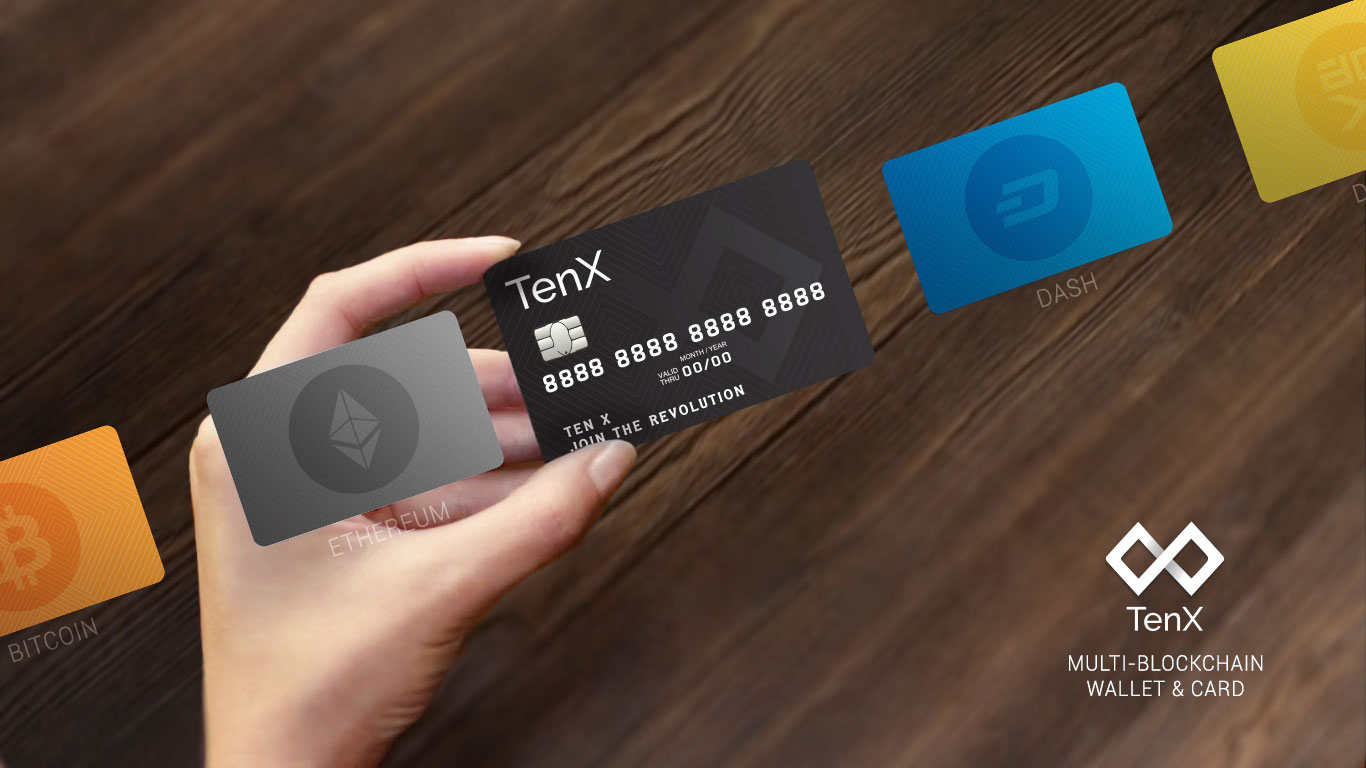 TenX
8888 8888 8888 8888
MONTH / YEAR
VALID THRU 00/00
TEN X
JOIN THE REVOLUTION
BITCOIN
ETHEREUM
DASH
D
TenX
MULTI-BLOCKCHAIN
WALLET & CARD